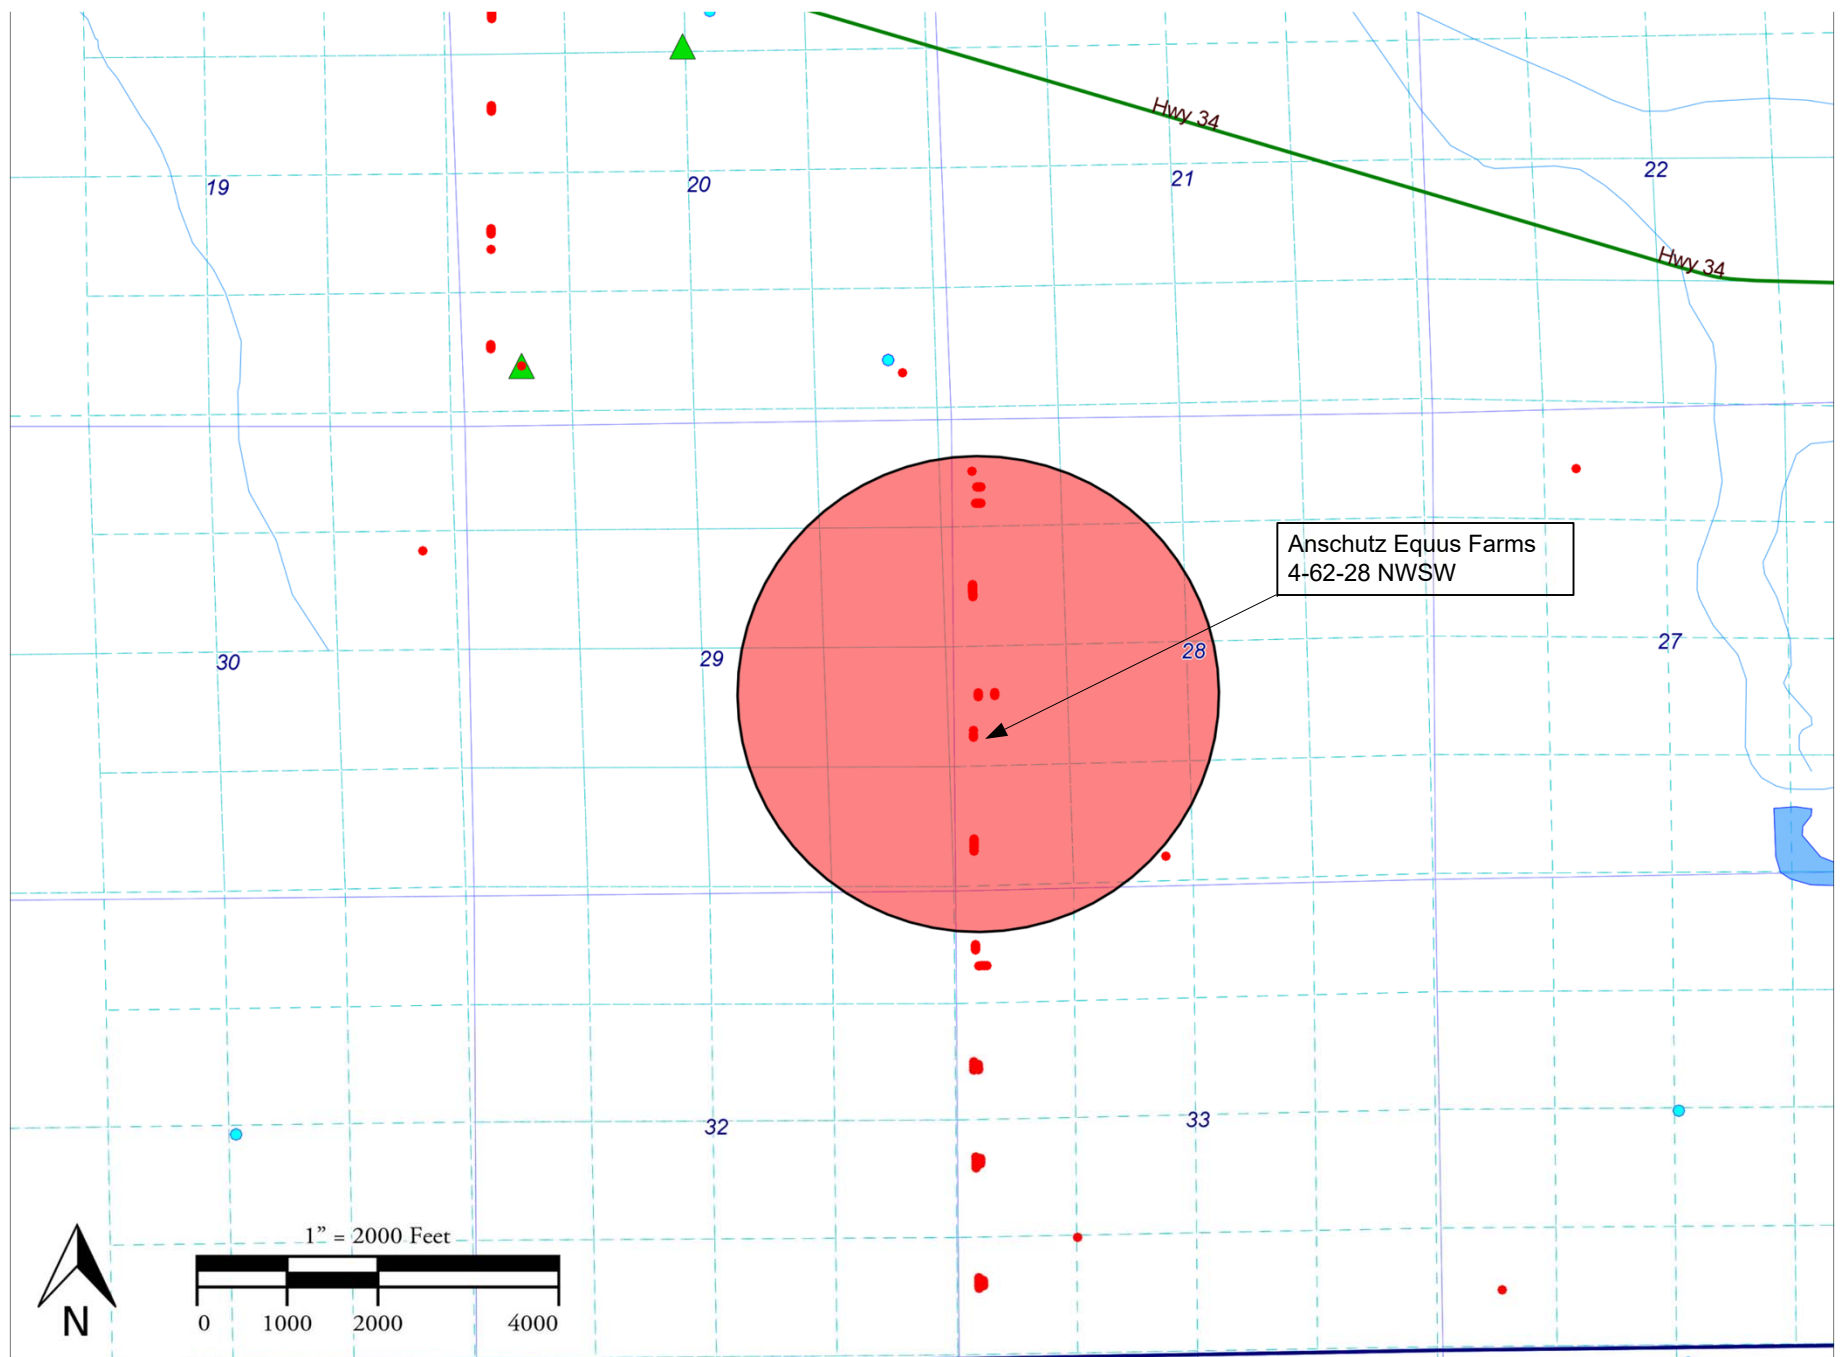 Hwy 34
22
19
20
21
Hwy 34
Anschutz Equus Farms
4-62-28 NWSW
30
29
28
27
32
33
1” = 2000 Feet
0 1000 2000 4000
N